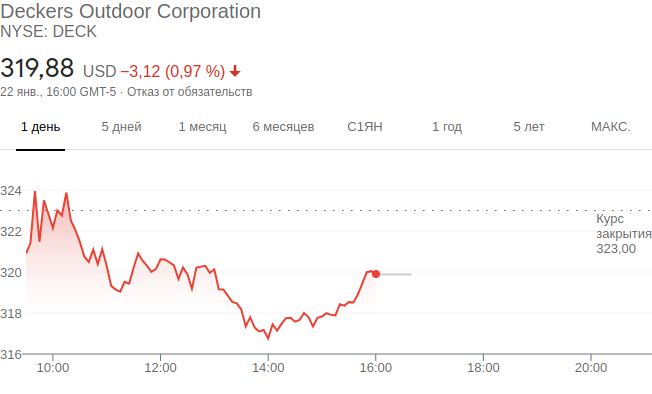 Deckers Outdoor Corporation
NYSE: DECK
319,88 USD −3,12 (0,97 %)
22 янв., 16:00 GMT-5 · Отказ от обязательств
1 день 5 дней 1 месяц 6 месяцев С1ЯН 1 год 5 лет МАКС.
324
Курс
322
закрытия
323,00
320
318
316
10:00 12:00 14:00 16:00 18:00 20:00